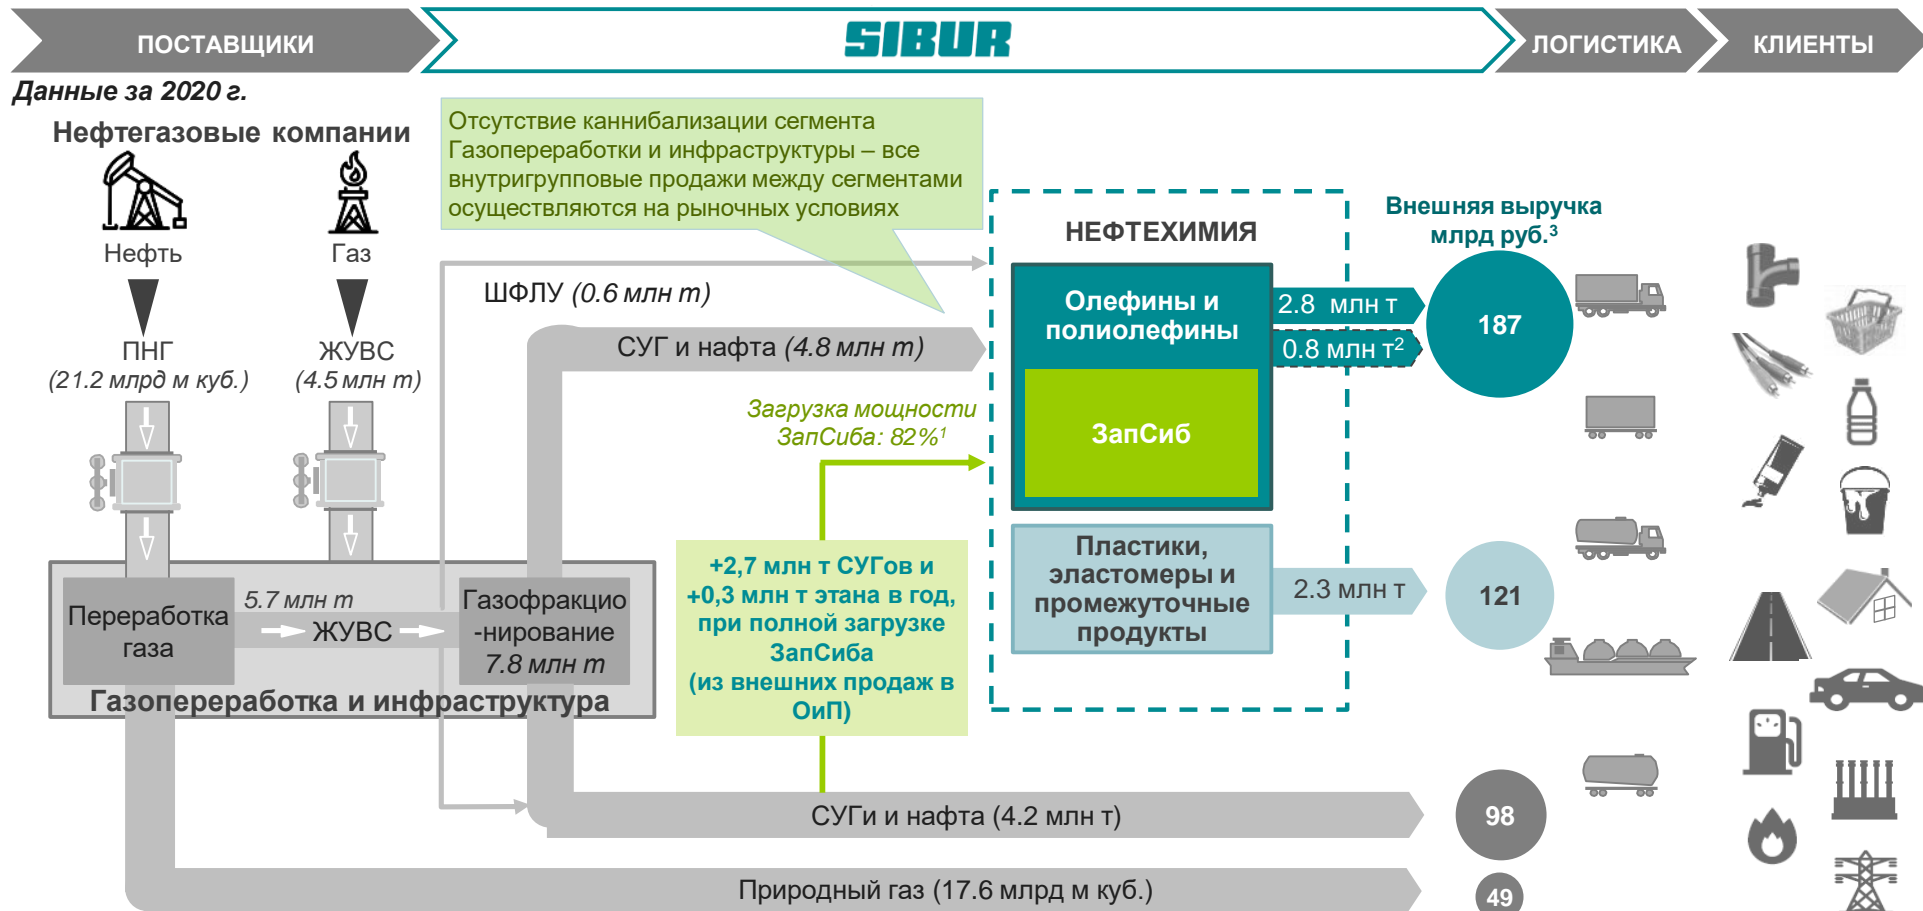 ПОСТАВЩИКИ
SIBUR
ЛОГИСТИКА
КЛИЕНТЫ
Данные за 2020 г.
Нефтегазовые компании
Нефть
Газ
ПНГ
(21.2 млрд м куб.)
ЖУВС
(4.5 млн т)
Отсутствие каннибализации сегмента
Газопереработки и инфраструктуры – все
внутригрупповые продажи между сегментами
осуществляются на рыночных условиях
ШФЛУ (0.6 млн т)
СУГ и нафта (4.8 млн т)
Загрузка мощности
ЗапСиба: 82%¹
НЕФТЕХИМИЯ
Олефины и
полиолефины
ЗапСиб
Пластики,
эластомеры и
промежуточные
продукты
Внешняя выручка
млрд руб.³
2.8 млн т
0.8 млн т²
187
2.3 млн т
121
Переработка
газа
5.7 млн т
ЖУВС
Газофракцио
-нирование
7.8 млн т
Газопереработка и инфраструктура
+2,7 млн т СУГов и
+0,3 млн т этана в год,
при полной загрузке
ЗапСиба
(из внешних продаж в
ОиП)
СУГи и нафта (4.2 млн т)
98
Природный газ (17.6 млрд м куб.)
49